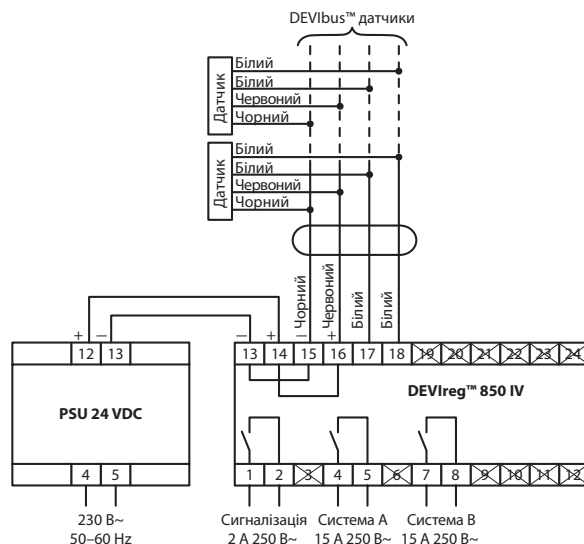 DEVIbus™ датчики
Датчик
Білий
Білий
Червоний
Чорний
Датчик
Білий
Білий
Червоний
Чорний
Чорний
Червоний
Білий
Білий
+ −
− + − +
12 13
13 14 15 16 17 18 19 20 21 22 23 24
PSU 24 VDC
DEVIreg™ 850 IV
4 5
1 2 3 4 5 6 7 8 9 10 11 12
230 В~
50–60 Hz
Сигналізація
2 А 250 В~
Система А
15 А 250 В~
Система В
15 А 250 В~